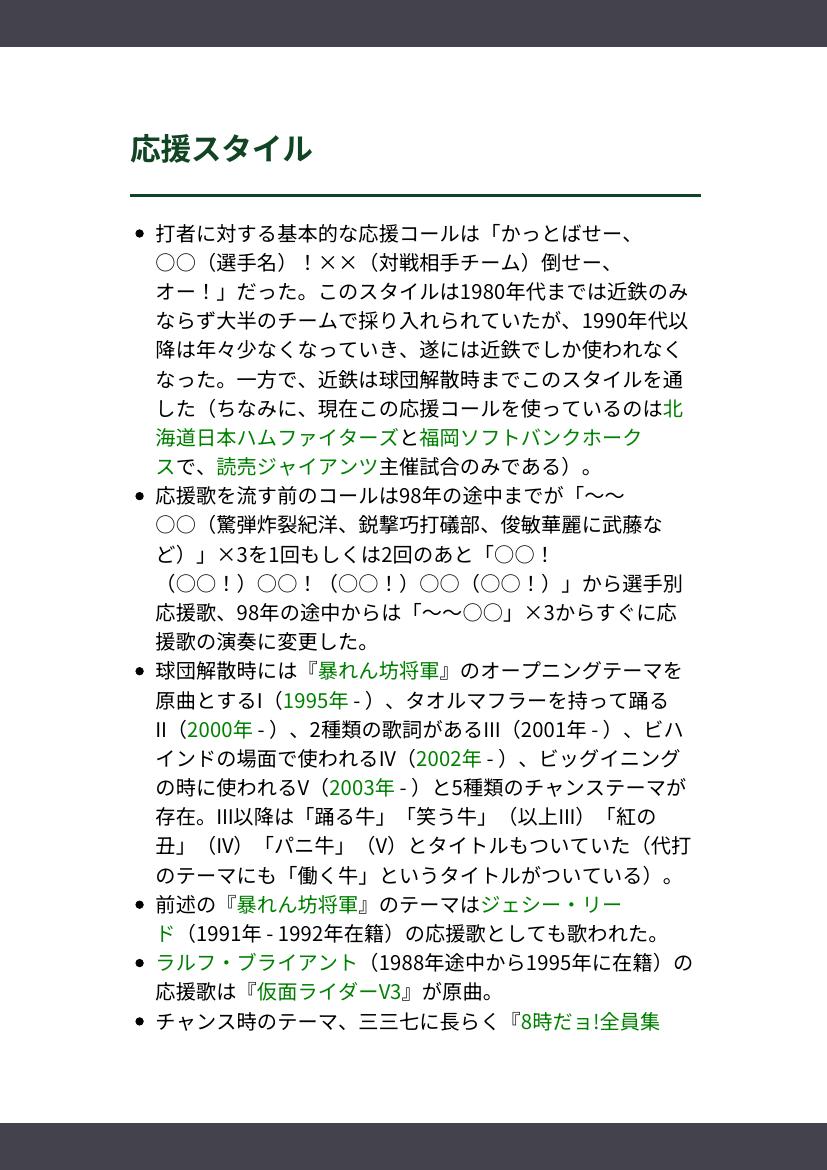 応援スタイル
打者に対する基本的な応援コールは「かっとばせー、
○○（選手名）！××（対戦相手チーム）倒せー、
オー！」だった。このスタイルは1980年代までは近鉄のみ
ならず大半のチームで採り入れられていたが、1990年代以
降は年々少なくなっていき、遂には近鉄でしか使われなく
なった。一方で、近鉄は球団解散時までこのスタイルを通
した（ちなみに、現在この応援コールを使っているのは北
海道日本ハムファイターズと福岡ソフトバンクホーク
スで、読売ジャイアンツ主催試合のみである）。
応援歌を流す前のコールは98年の途中までが「～～
○○（驚弾炸裂紀洋、鋭撃巧打礒部、俊敏華麗に武藤な
ど）」×3を1回もしくは2回のあと「○○！
（○○！）○○！（○○！）○○（○○！）」から選手別
応援歌、98年の途中からは「～～○○」×3からすぐに応
援歌の演奏に変更した。
球団解散時には『暴れん坊将軍』のオープニングテーマを
原曲とするI（1995年 - ）、タオルマフラーを持って踊る
II（2000年 - ）、2種類の歌詞があるIII（2001年 - ）、ビハ
インドの場面で使われるIV（2002年 - ）、ビッグイニング
の時に使われるV（2003年 - ）と5種類のチャンステーマが
存在。III以降は「踊る牛」「笑う牛」（以上III）「紅の
丑」（IV）「パニ牛」（V）とタイトルもついていた（代打
のテーマにも「働く牛」というタイトルがついている）。
前述の『暴れん坊将軍』のテーマはジェシー・リー
ド（1991年 - 1992年在籍）の応援歌としても歌われた。
ラルフ・ブライアント（1988年途中から1995年に在籍）の
応援歌は『仮面ライダーV3』が原曲。
チャンス時のテーマ、三三七に長らく『8時だョ!全員集